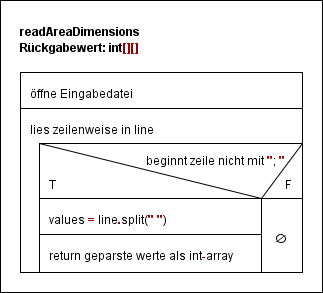 readAreaDimensions
Rückgabewert: int[][]
öffne Eingabedatei
lies zeilenweise in line
beginnt zeile nicht mit "; "
T
F
values = line.split(" ")
∅
return geparste werte als int-array